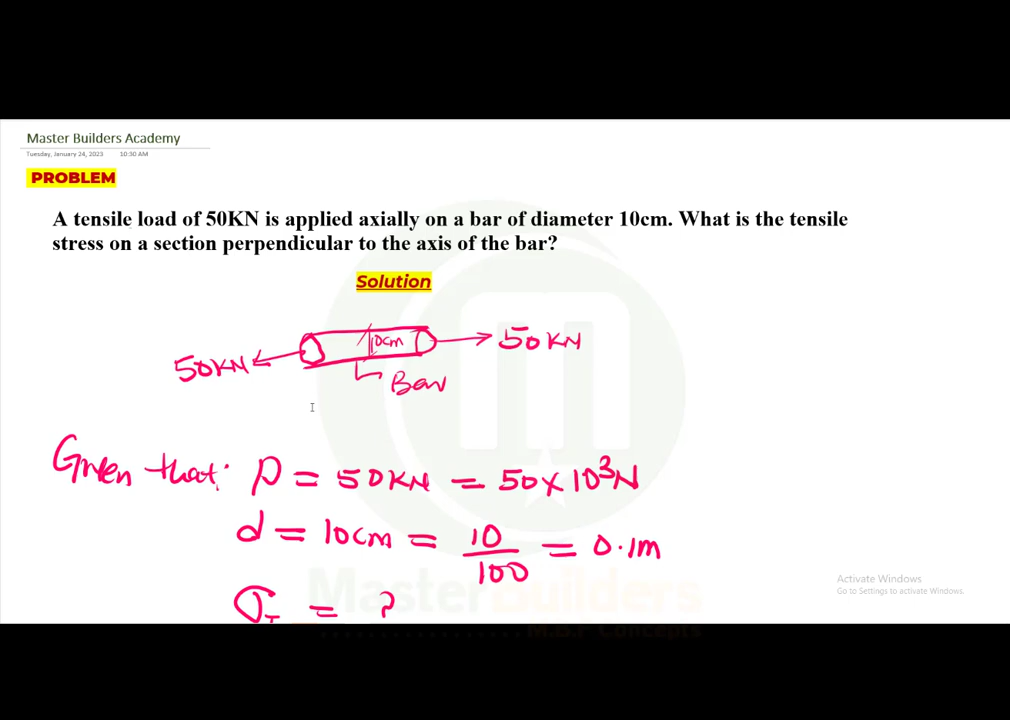 Master Builders Academy
Tuesday, January 24, 2023 10:30 AM
PROBLEM
A tensile load of 50KN is applied axially on a bar of diameter 10cm. What is the tensile
stress on a section perpendicular to the axis of the bar?
Solution
50KN 10cm 50KN
Bar
Given that: P = 50KN = 50 x 10³N
d = 10cm = 10/100 = 0.1m
σT = ?
Activate Windows
Go to Settings to activate Windows.
MasterBuilders
M.B.F Concepts